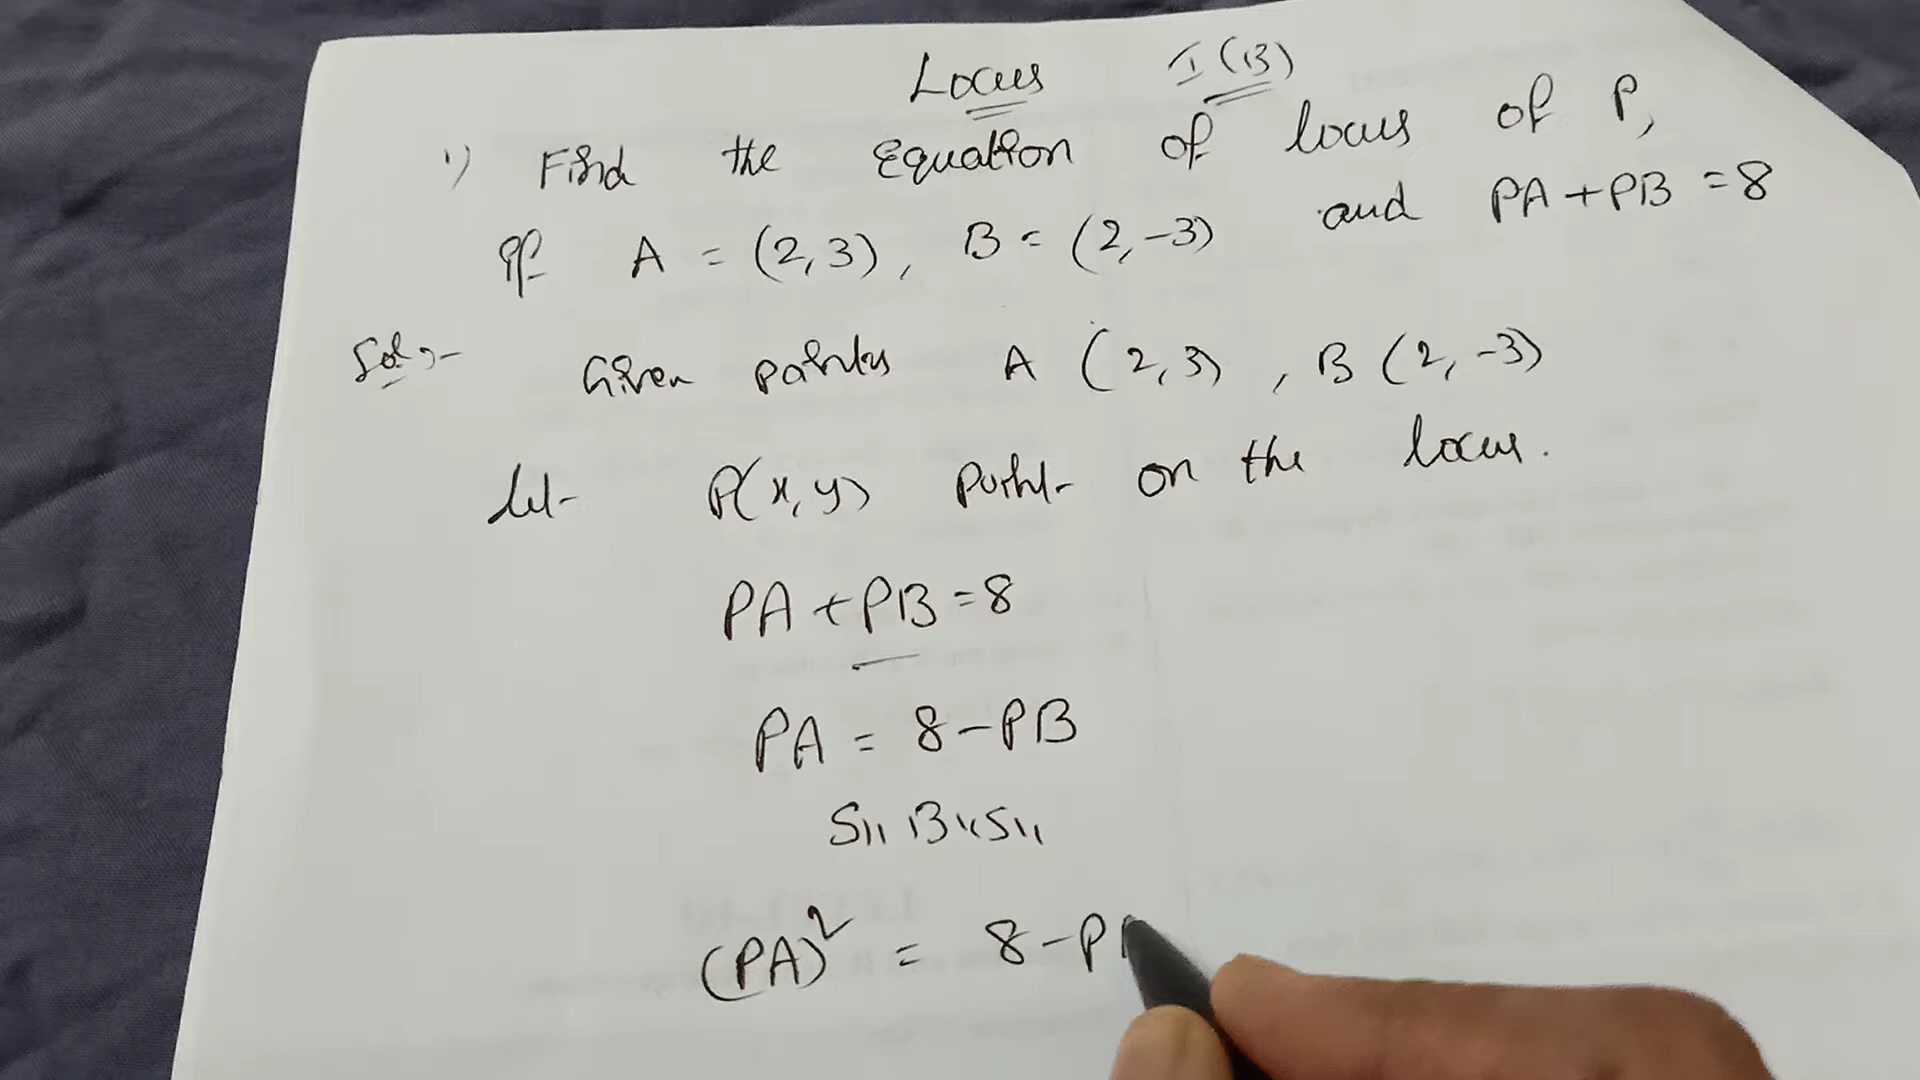 Locus I(B)
1) Find the Equation of locus of P,
if A = (2,3), B = (2,-3) and PA+PB=8
Sol:- Given points A (2,3), B (2,-3)
Let P(x,y) point on the locus.
PA+PB=8
PA = 8-PB
S11 B11S11
(PA)² = 8-P